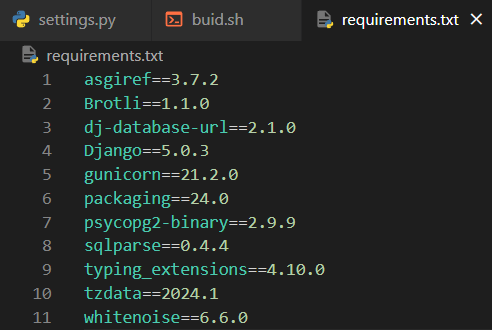 settings.py buid.sh requirements.txt
requirements.txt
1 asgiref==3.7.2
2 Brotli==1.1.0
3 dj-database-url==2.1.0
4 Django==5.0.3
5 gunicorn==21.2.0
6 packaging==24.0
7 psycopg2-binary==2.9.9
8 sqlparse==0.4.4
9 typing_extensions==4.10.0
10 tzdata==2024.1
11 whitenoise==6.6.0